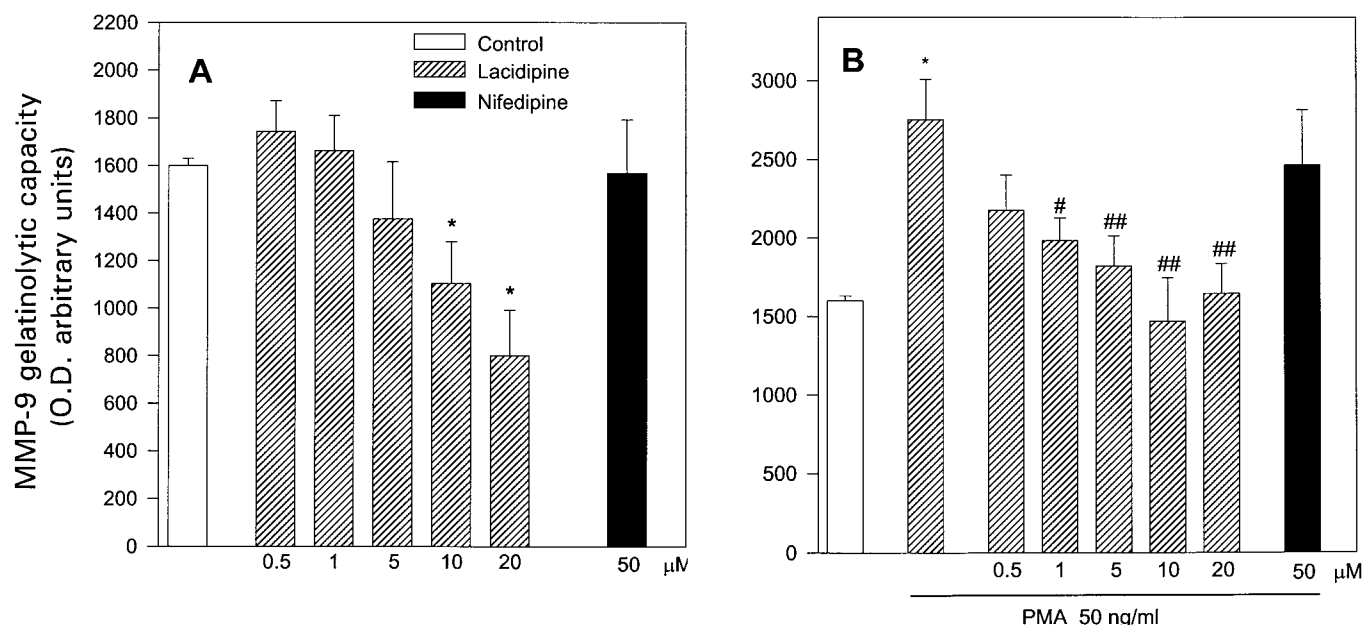 MMP-9 gelatinolytic capacity
(O.D. arbitrary units)
A
Control
Lacidipine
Nifedipine
2200
2000
1800
1600
1400
1200
1000
800
600
400
200
0
*
*
0.5 1 5 10 20 50 μM
B
3000
2500
2000
1500
1000
500
0
*
#
##
##
##
0.5 1 5 10 20 50 μM
PMA 50 ng/ml